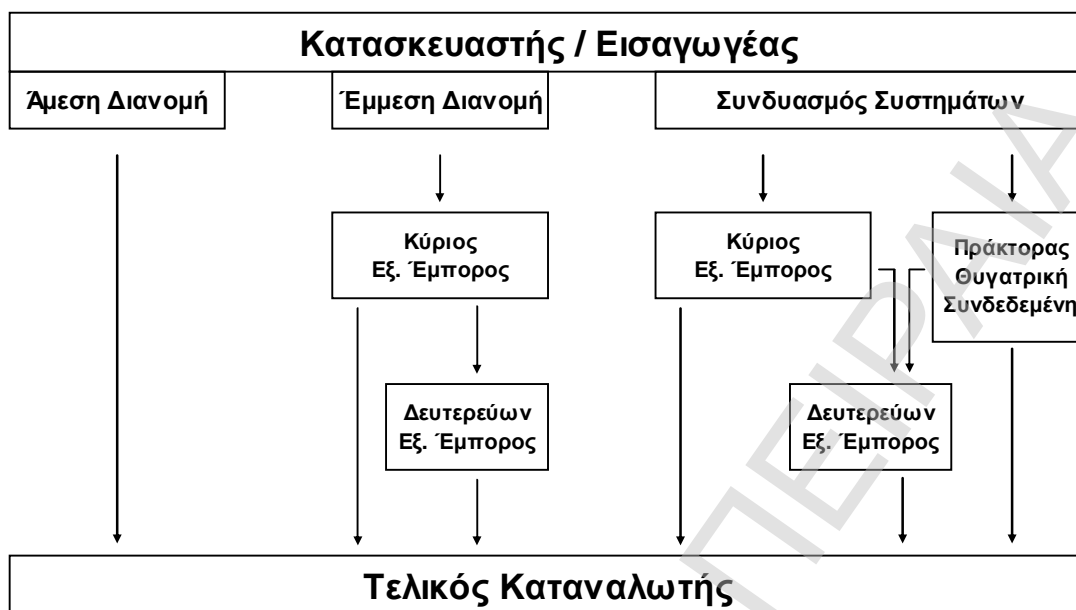 Κατασκευαστής / Εισαγωγέας
Άμεση Διανομή
Έμμεση Διανομή
Συνδυασμός Συστημάτων
Κύριος
Εξ. Έμπορος
Κύριος
Εξ. Έμπορος
Πράκτορας
Θυγατρική
Συνδεδεμένη
Δευτερεύων
Εξ. Έμπορος
Δευτερεύων
Εξ. Έμπορος
Τελικός Καταναλωτής
ΠΕΙΡΑΙΑ